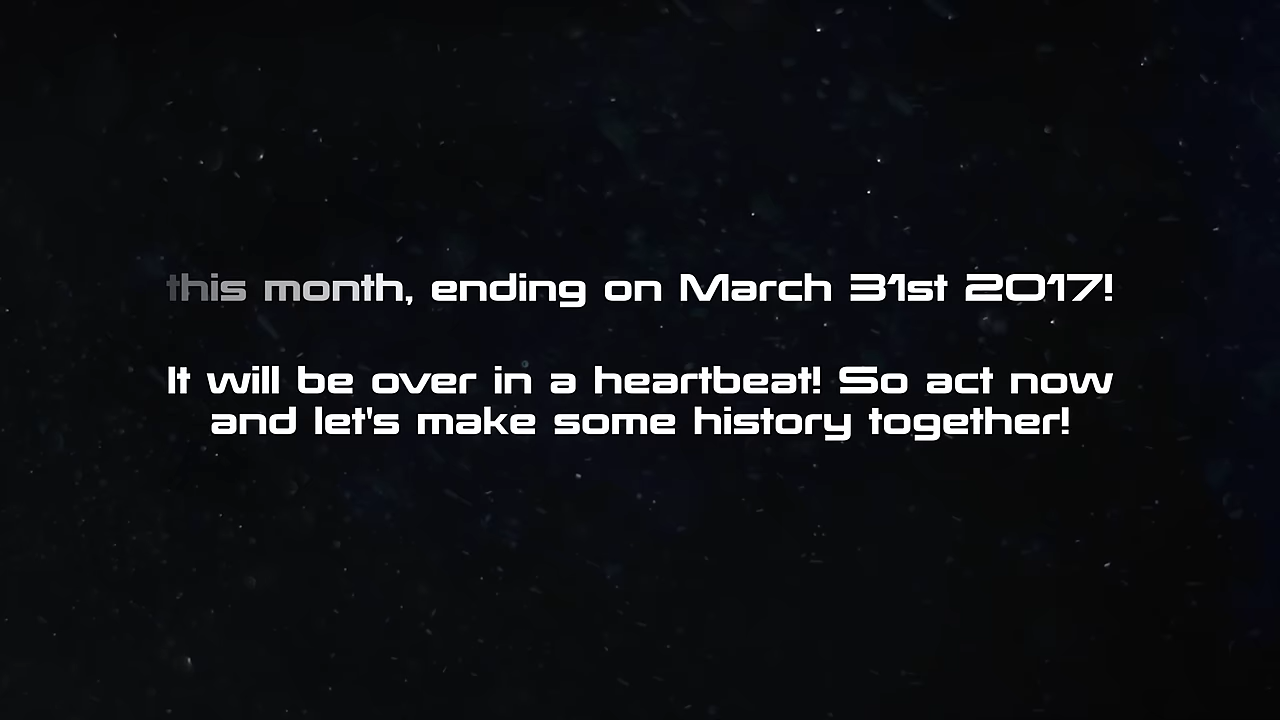 this month, ending on March 31st 2017!
It will be over in a heartbeat! So act now
and let's make some history together!